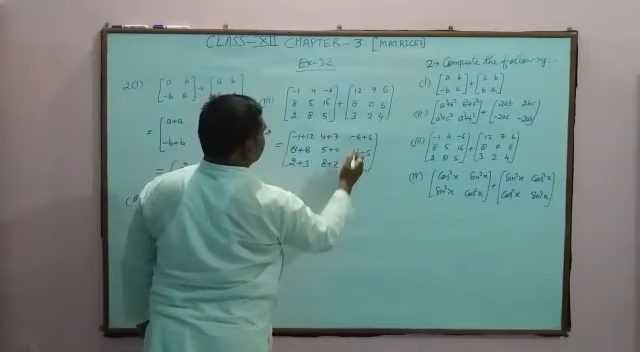 CLASS-XII CHAPTER-3 [MATRICES]
Ex-3.2
2(i) [a b] + [a b]
[-b a] [b a]
= [a+a
-b+b
= [2
(ii)
(iii) [-1 4 -6] + [12 7 6]
[8 5 16] [8 0 5]
[2 8 5] [3 2 4]
= [-1+12 4+7 -6+6]
[8+8 5+0 16+5]
[2+3 8+2
2→ Compute the following:-
(i) [a b] + [a b]
[-b a] [b a]
(ii) [a²+b² b²+c²] + [2ab 2bc]
[a²+c² a²+b²] [-2ac -2ab]
(iii) [-1 4 -6] + [12 7 6]
[8 5 16] [8 0 5]
[2 8 5] [3 2 4]
(iv) [cos²x sin²x] + [sin²x cos²x]
[sin²x cos²x] [cos²x sin²x]